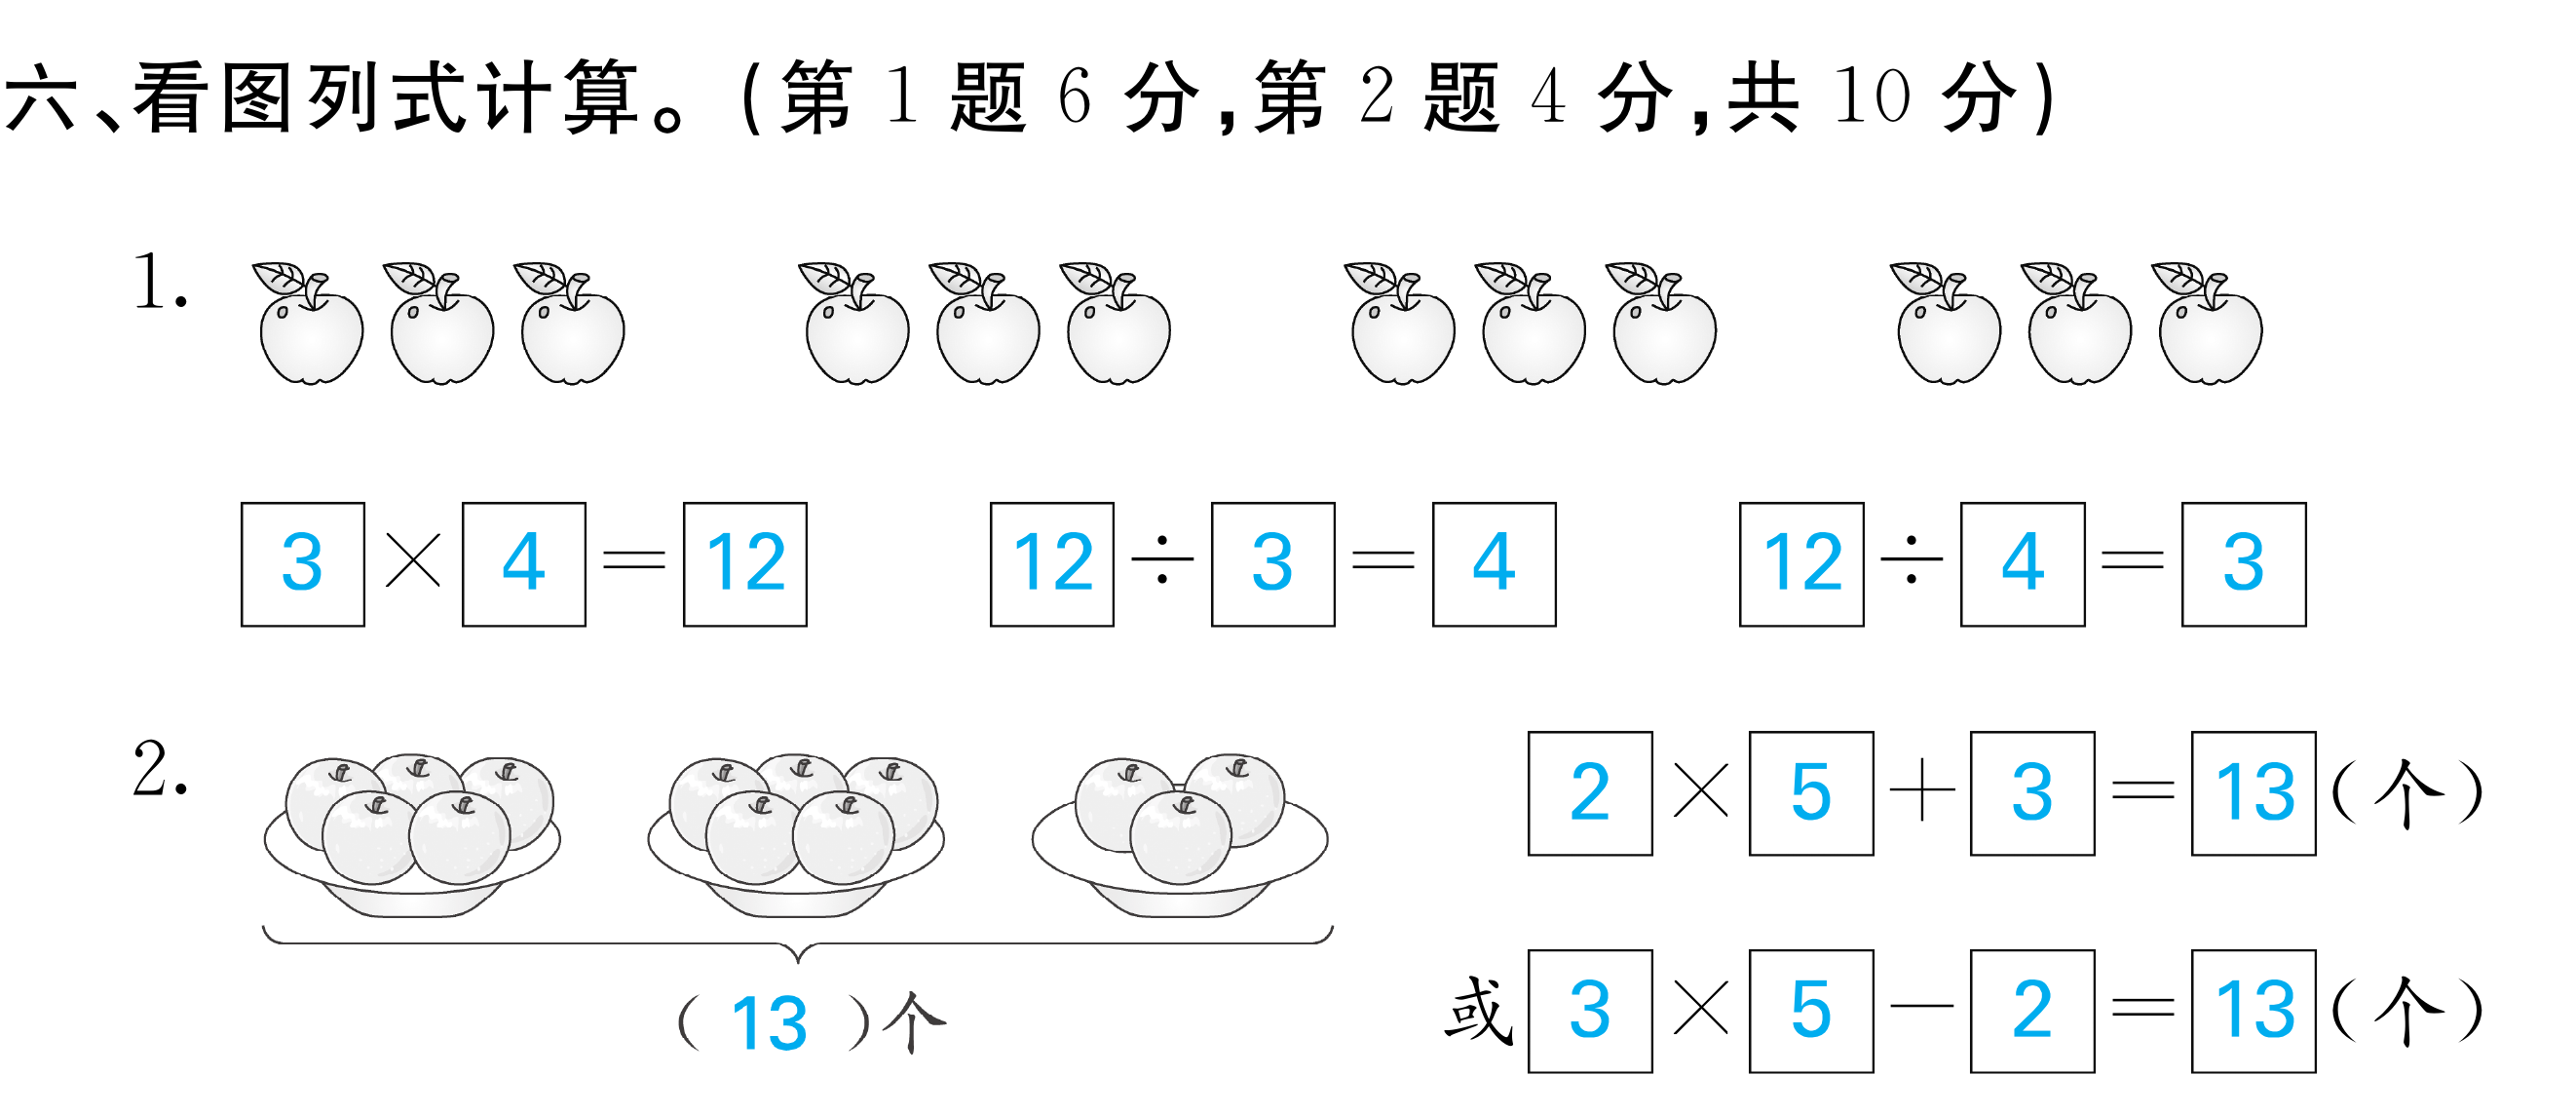 六、看图列式计算。(第 1 题 6 分,第 2 题 4 分,共 10 分)
1.
3 × 4 = 12 12 ÷ 3 = 4 12 ÷ 4 = 3
2.
2 × 5 + 3 = 13 (个)
( 13 )个
或 3 × 5 - 2 = 13 (个)